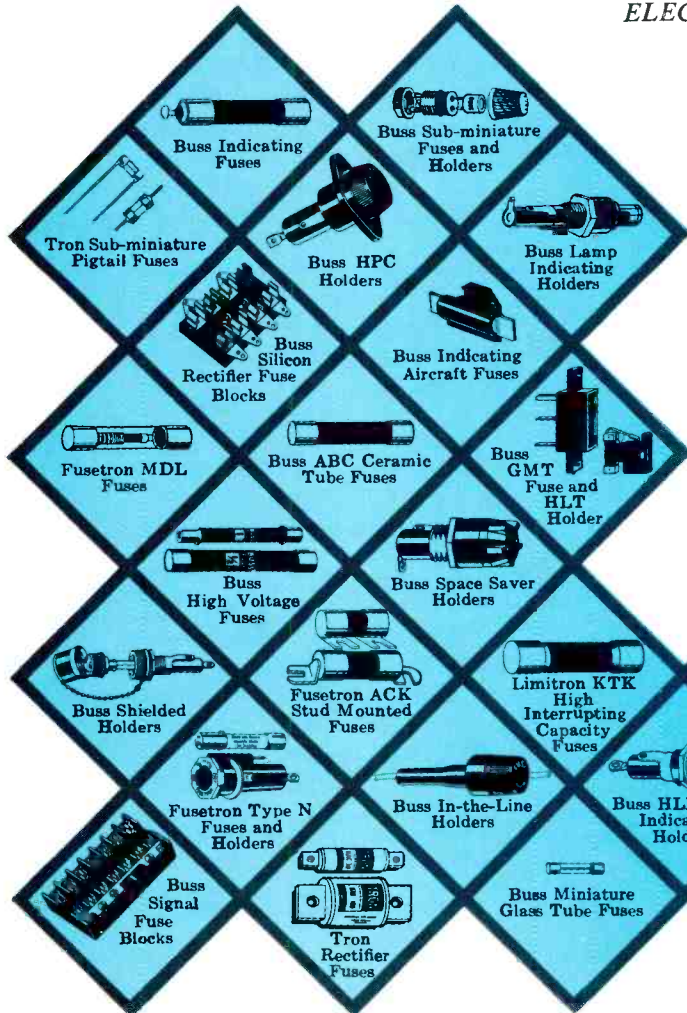 ELEC
Buss Indicating
Fuses
Buss Sub-miniature
Fuses and
Holders
Tron Sub-miniature
Pigtail Fuses
Buss HPC
Holders
Buss Lamp
Indicating
Holders
Buss
Silicon
Rectifier Fuse
Blocks
Buss Indicating
Aircraft Fuses
Fusetron MDL
Fuses
Buss ABC Ceramic
Tube Fuses
Buss
GMT
Fuse and
HLT
Holder
Buss
High Voltage
Fuses
Buss Space Saver
Holders
Buss Shielded
Holders
Fusetron ACK
Stud Mounted
Fuses
Limitron KTK
High
Interrupting
Capacity
Fuses
Fusetron Type N
Fuses and
Holders
Buss In-the-Line
Holders
Buss HL
Indica
Hol
Buss
Signal
Fuse
Blocks
Tron
Rectifier
Fuses
Buss Miniature
Glass Tube Fuses